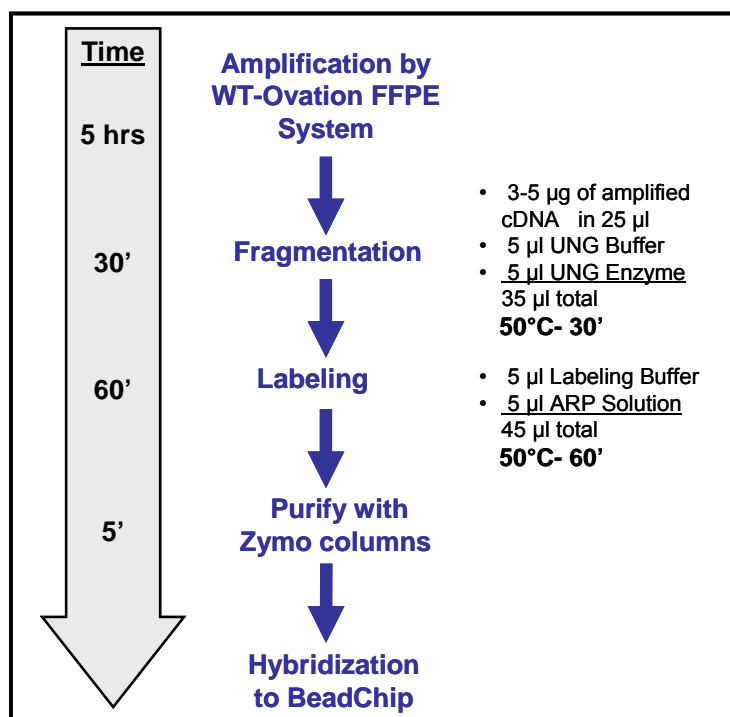 Time
5 hrs
30’
60’
5’
Amplification by
WT-Ovation FFPE
System
Fragmentation
Labeling
Purify with
Zymo columns
Hybridization
to BeadChip
• 3-5 µg of amplified
cDNA in 25 µl
• 5 µl UNG Buffer
• 5 µl UNG Enzyme
35 µl total
50°C- 30’
• 5 µl Labeling Buffer
• 5 µl ARP Solution
45 µl total
50°C- 60’